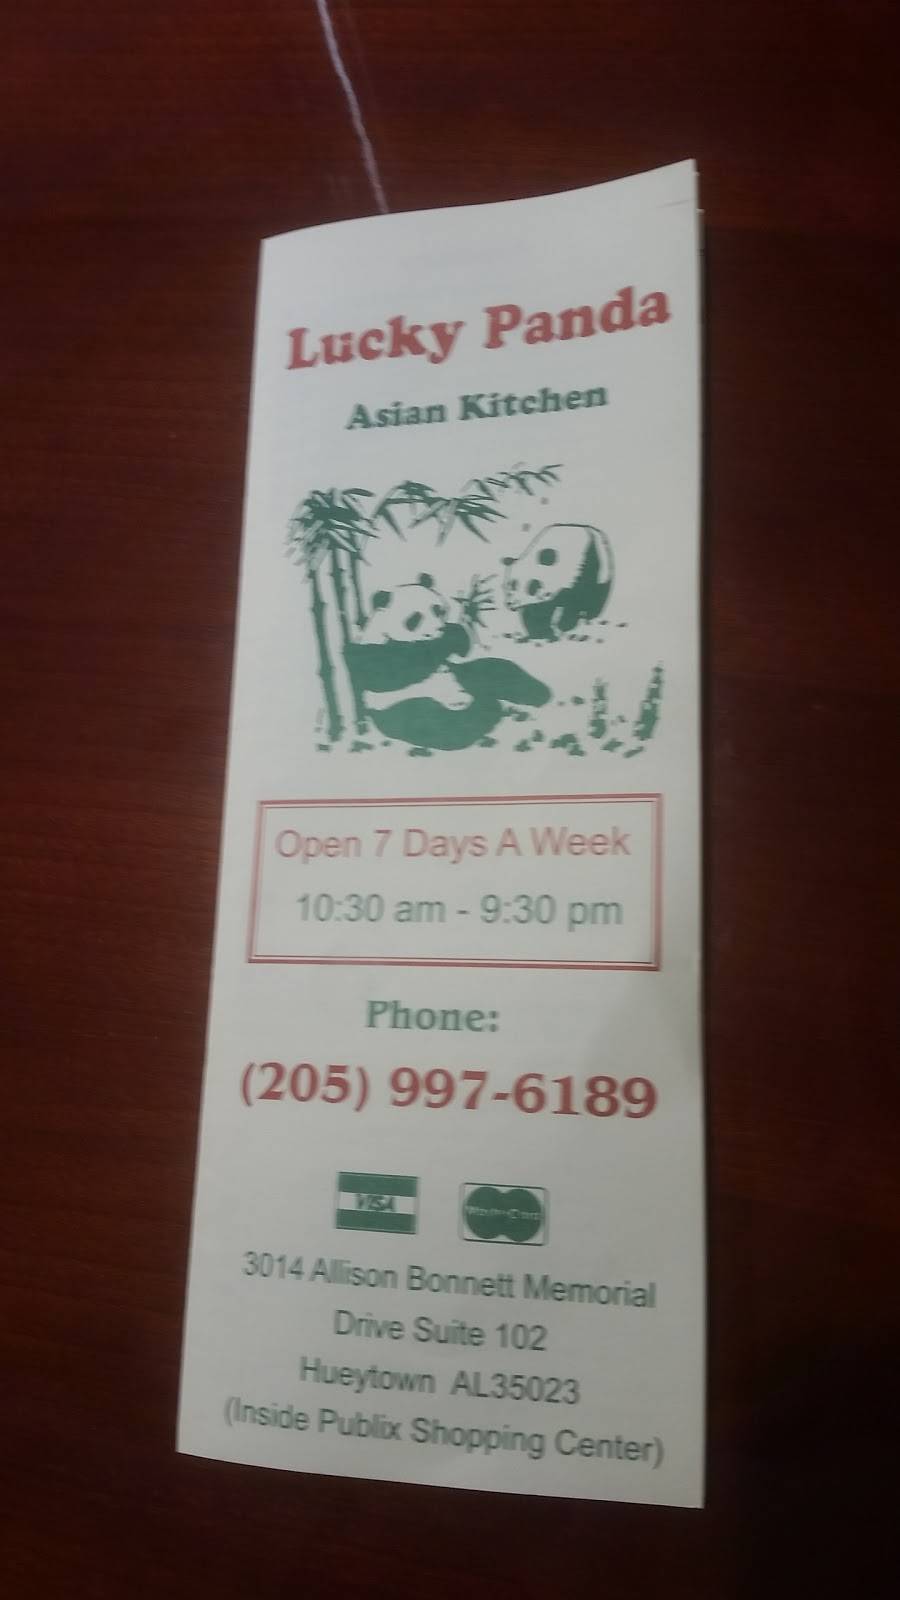 Lucky Panda
Asian Kitchen
Open 7 Days A Week
10:30 am - 9:30 pm
Phone:
(205) 997-6189
VISA MasterCard
3014 Allison Bonnett Memorial
Drive Suite 102
Hueytown AL35023
(Inside Publix Shopping Center)